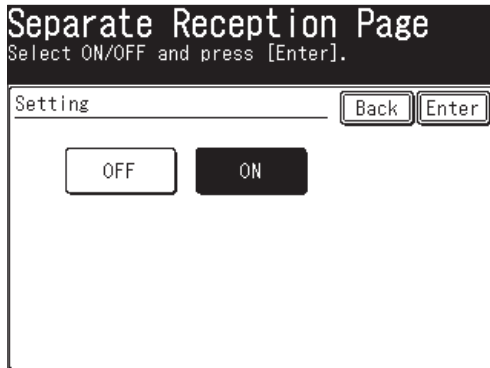 Separate Reception Page
Select ON/OFF and press [Enter].
Setting
Back Enter
OFF ON